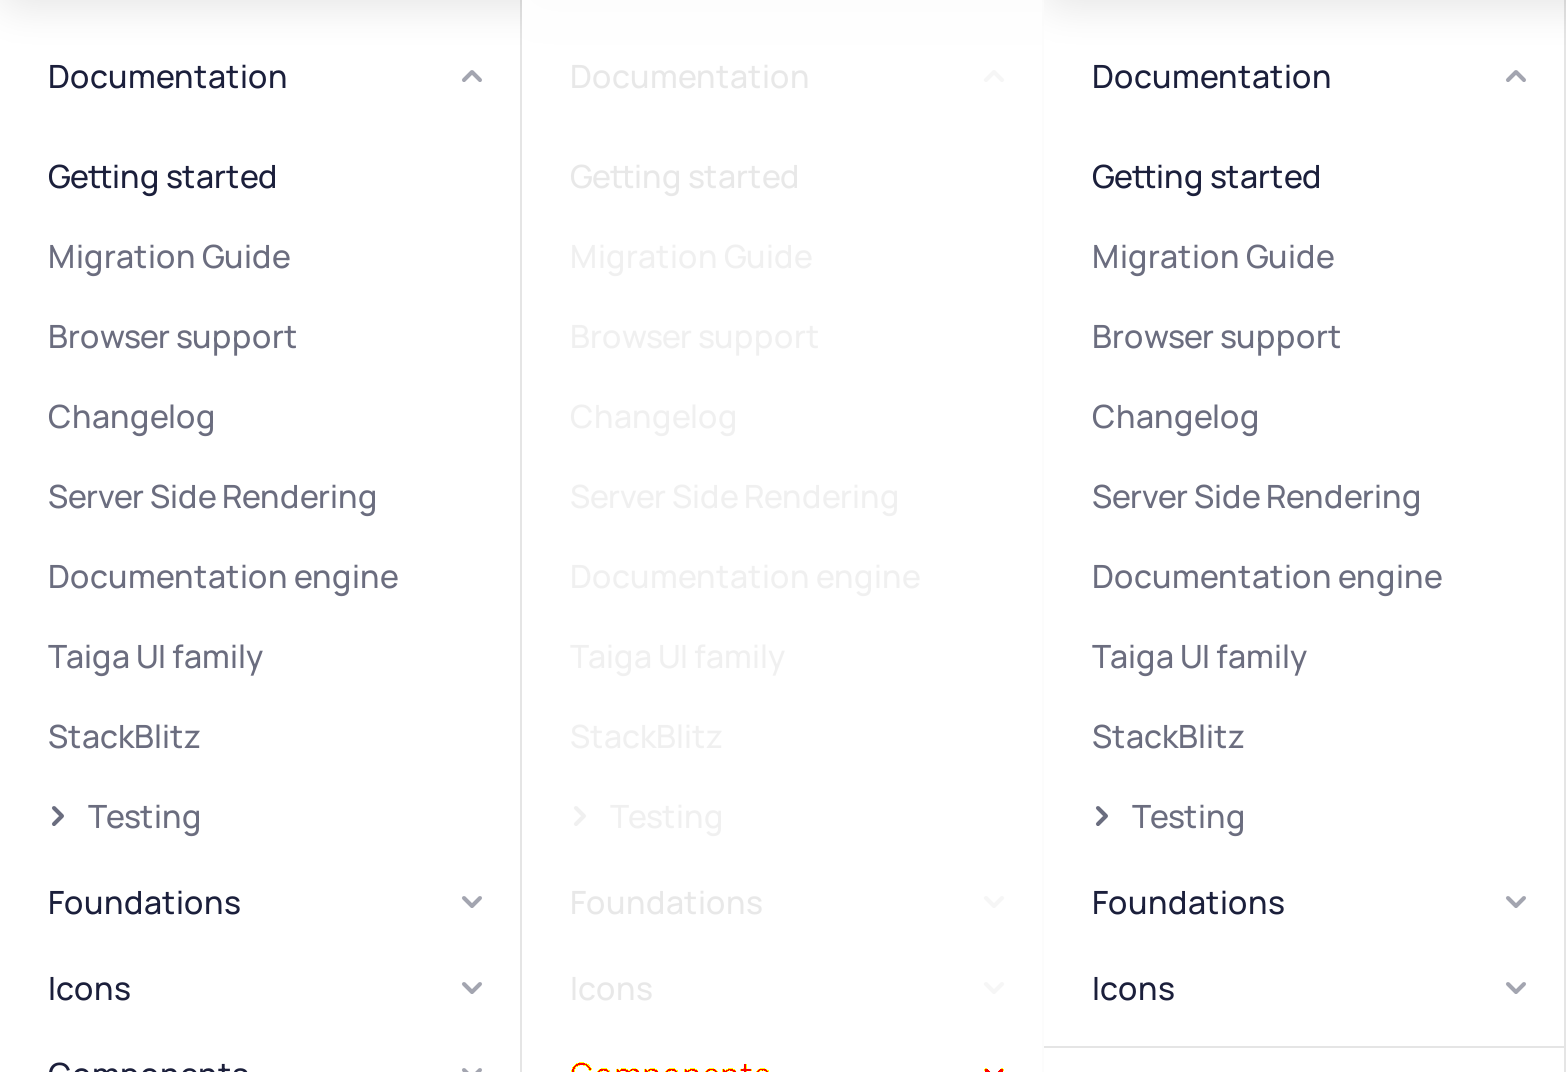 Documentation
Getting started
Migration Guide
Browser support
Changelog
Server Side Rendering
Documentation engine
Taiga UI family
StackBlitz
Testing
Foundations
Icons
Components
Documentation
Getting started
Migration Guide
Browser support
Changelog
Server Side Rendering
Documentation engine
Taiga UI family
StackBlitz
Testing
Foundations
Icons
Components
Documentation
Getting started
Migration Guide
Browser support
Changelog
Server Side Rendering
Documentation engine
Taiga UI family
StackBlitz
Testing
Foundations
Icons